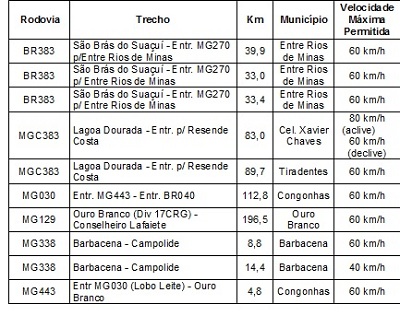 Rodovia Trecho Km Município Velocidade Máxima Permitida
BR383 São Brás do Suaçuí - Entr. MG270 p/Entre Rios de Minas 39,9 Entre Rios de Minas 60 km/h
BR383 São Brás do Suaçuí - Entr. MG270 p/ Entre Rios de Minas 33,0 Entre Rios de Minas 60 km/h
BR383 São Brás do Suaçuí - Entr. MG270 p/ Entre Rios de Minas 33,4 Entre Rios de Minas 60 km/h
MGC383 Lagoa Dourada - Entr. p/ Resende Costa 83,0 Cel. Xavier Chaves 80 km/h (aclive) 60 km/h (declive)
MGC383 Lagoa Dourada - Entr. p/ Resende Costa 89,7 Tiradentes 60 km/h
MG030 Entr. MG443 - Entr. BR040 112,8 Congonhas 60 km/h
MG129 Ouro Branco (Div 17CRG) - Conselheiro Lafaiete 196,5 Ouro Branco 60 km/h
MG338 Barbacena - Campolide 8,8 Barbacena 60 km/h
MG338 Barbacena - Campolide 14,4 Barbacena 40 km/h
MG443 Entr MG030 (Lobo Leite) - Ouro Branco 4,8 Congonhas 60 km/h